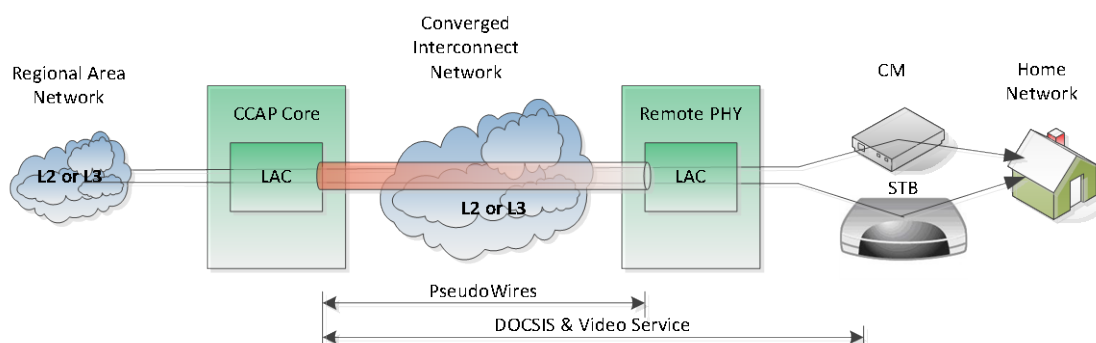 Converged
Interconnect
Network
Regional Area
Network
CM
Home
Network
CCAP Core
Remote PHY
L2 or L3
LAC
L2 or L3
LAC
STB
PseudoWires
DOCSIS & Video Service